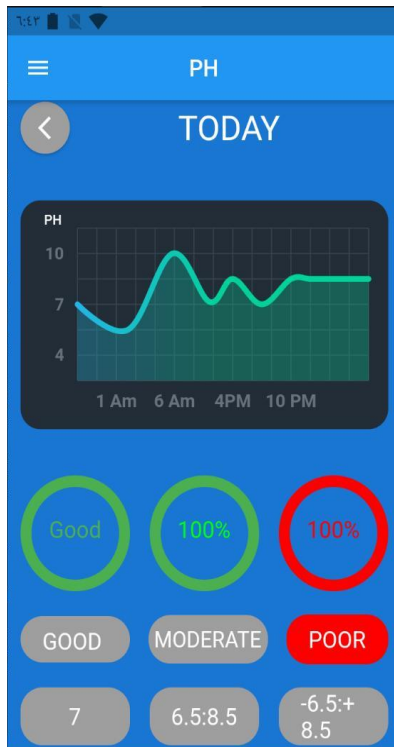 ٦:٤٣
PH
TODAY
PH
10
7
4
1 Am 6 Am 4PM 10 PM
Good 100% 100%
GOOD MODERATE POOR
7 6.5:8.5 -6.5:+
8.5